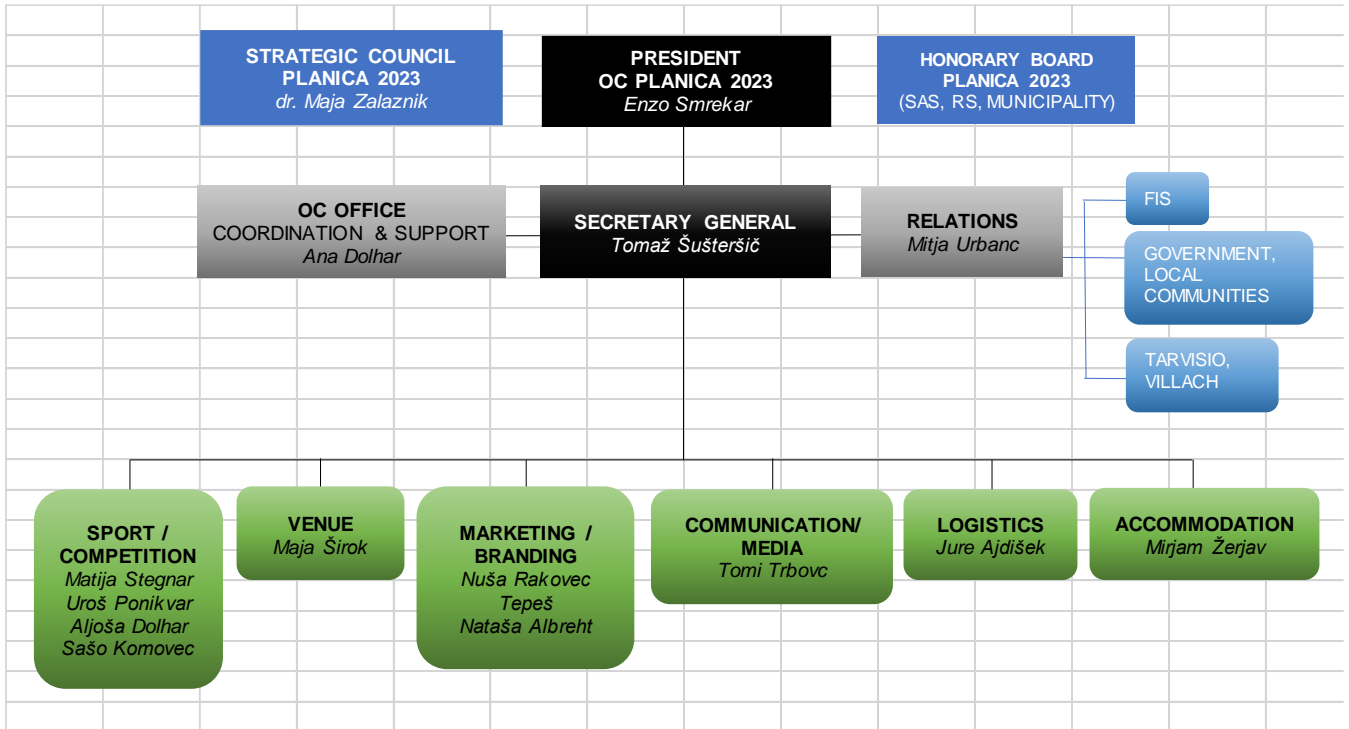 STRATEGIC COUNCIL
PLANICA 2023
dr. Maja Zalaznik
PRESIDENT
OC PLANICA 2023
Enzo Smrekar
HONORARY BOARD
PLANICA 2023
(SAS, RS, MUNICIPALITY)
OC OFFICE
COORDINATION & SUPPORT
Ana Dolhar
SECRETARY GENERAL
Tomaž Šušteršič
RELATIONS
Mitja Urbanc
FIS
GOVERNMENT,
LOCAL
COMMUNITIES
TARVISIO,
VILLACH
SPORT /
COMPETITION
Matija Stegnar
Uroš Ponikvar
Aljoša Dolhar
Sašo Komovec
VENUE
Maja Širok
MARKETING /
BRANDING
Nuša Rakovec
Tepeš
Nataša Albreht
COMMUNICATION/
MEDIA
Tomi Trbovc
LOGISTICS
Jure Ajdišek
ACCOMMODATION
Mirjam Žerjav